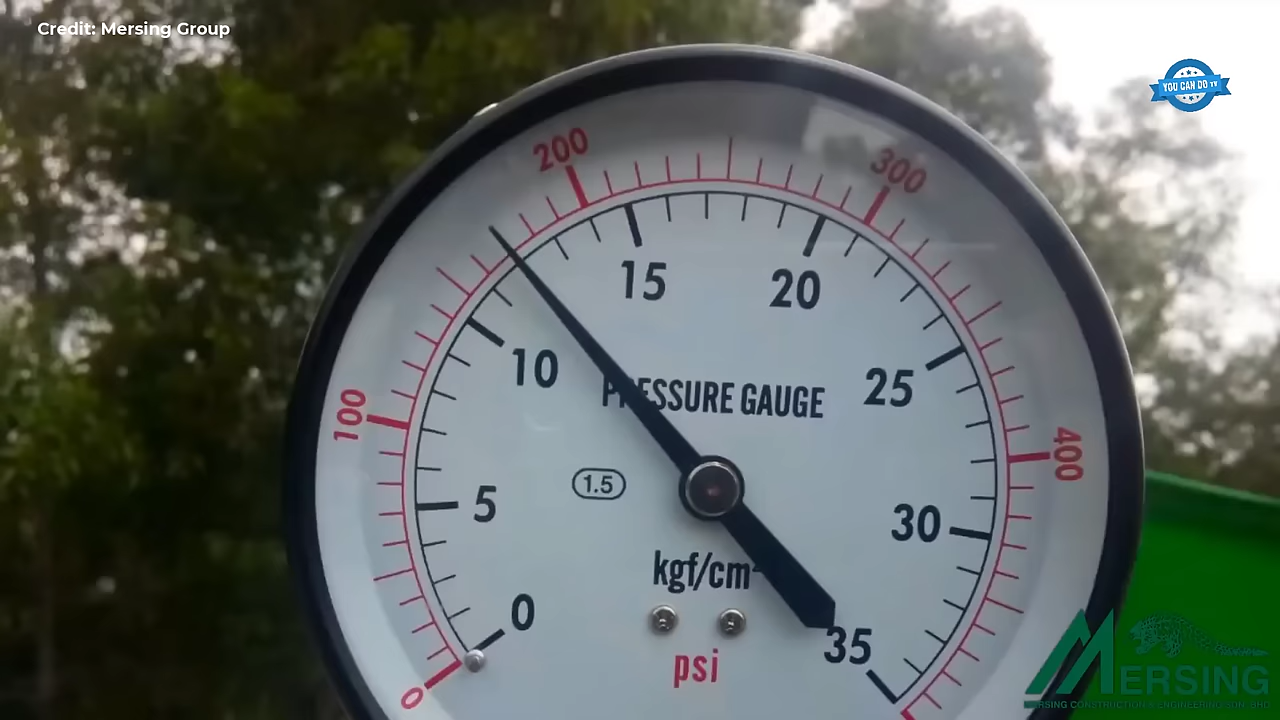 Credit: Mersing Group
YOU CAN DO TV
200
300
15
20
10
25
PRESSURE GAUGE
100
400
1.5
5
30
kgf/cm²
0
35
psi
0
MERSING
MERSING CONSTRUCTION & ENGINEERING SDN. BHD